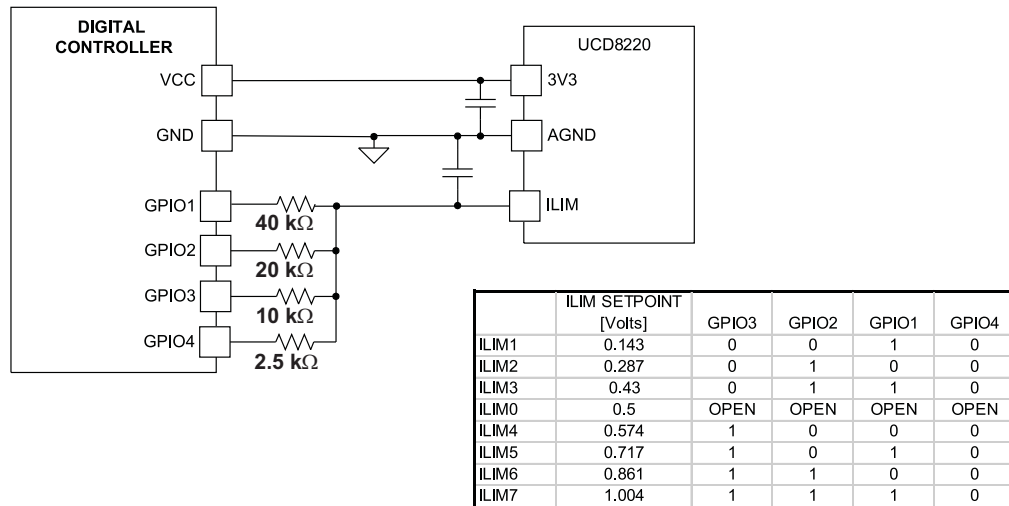 DIGITAL
CONTROLLER
UCD8220
VCC
3V3
GND
AGND
GPIO1
40 kΩ
ILIM
GPIO2
20 kΩ
GPIO3
10 kΩ
GPIO4
2.5 kΩ
ILIM SETPOINT
[Volts] GPIO3 GPIO2 GPIO1 GPIO4
ILIM1 0.143 0 0 1 0
ILIM2 0.287 0 1 0 0
ILIM3 0.43 0 1 1 0
ILIM0 0.5 OPEN OPEN OPEN OPEN
ILIM4 0.574 1 0 0 0
ILIM5 0.717 1 0 1 0
ILIM6 0.861 1 1 0 0
ILIM7 1.004 1 1 1 0